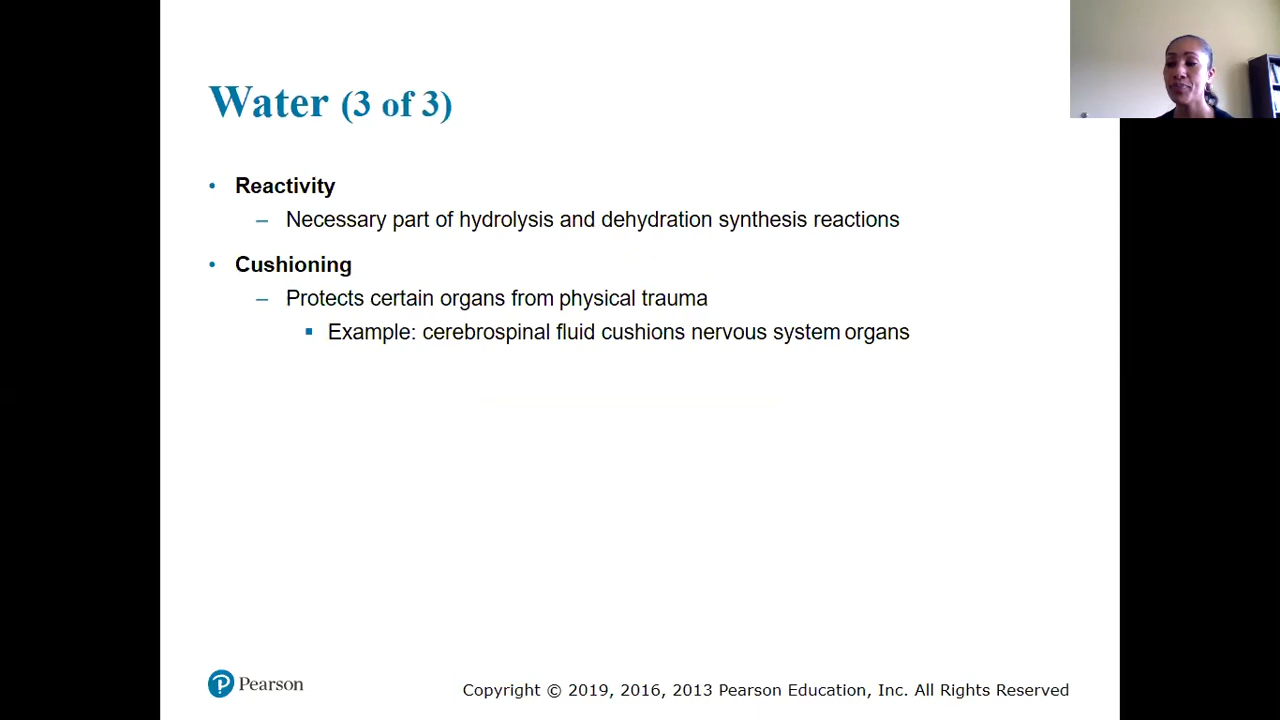 Water (3 of 3)
• Reactivity
– Necessary part of hydrolysis and dehydration synthesis reactions
• Cushioning
– Protects certain organs from physical trauma
▪ Example: cerebrospinal fluid cushions nervous system organs
P Pearson
Copyright © 2019, 2016, 2013 Pearson Education, Inc. All Rights Reserved